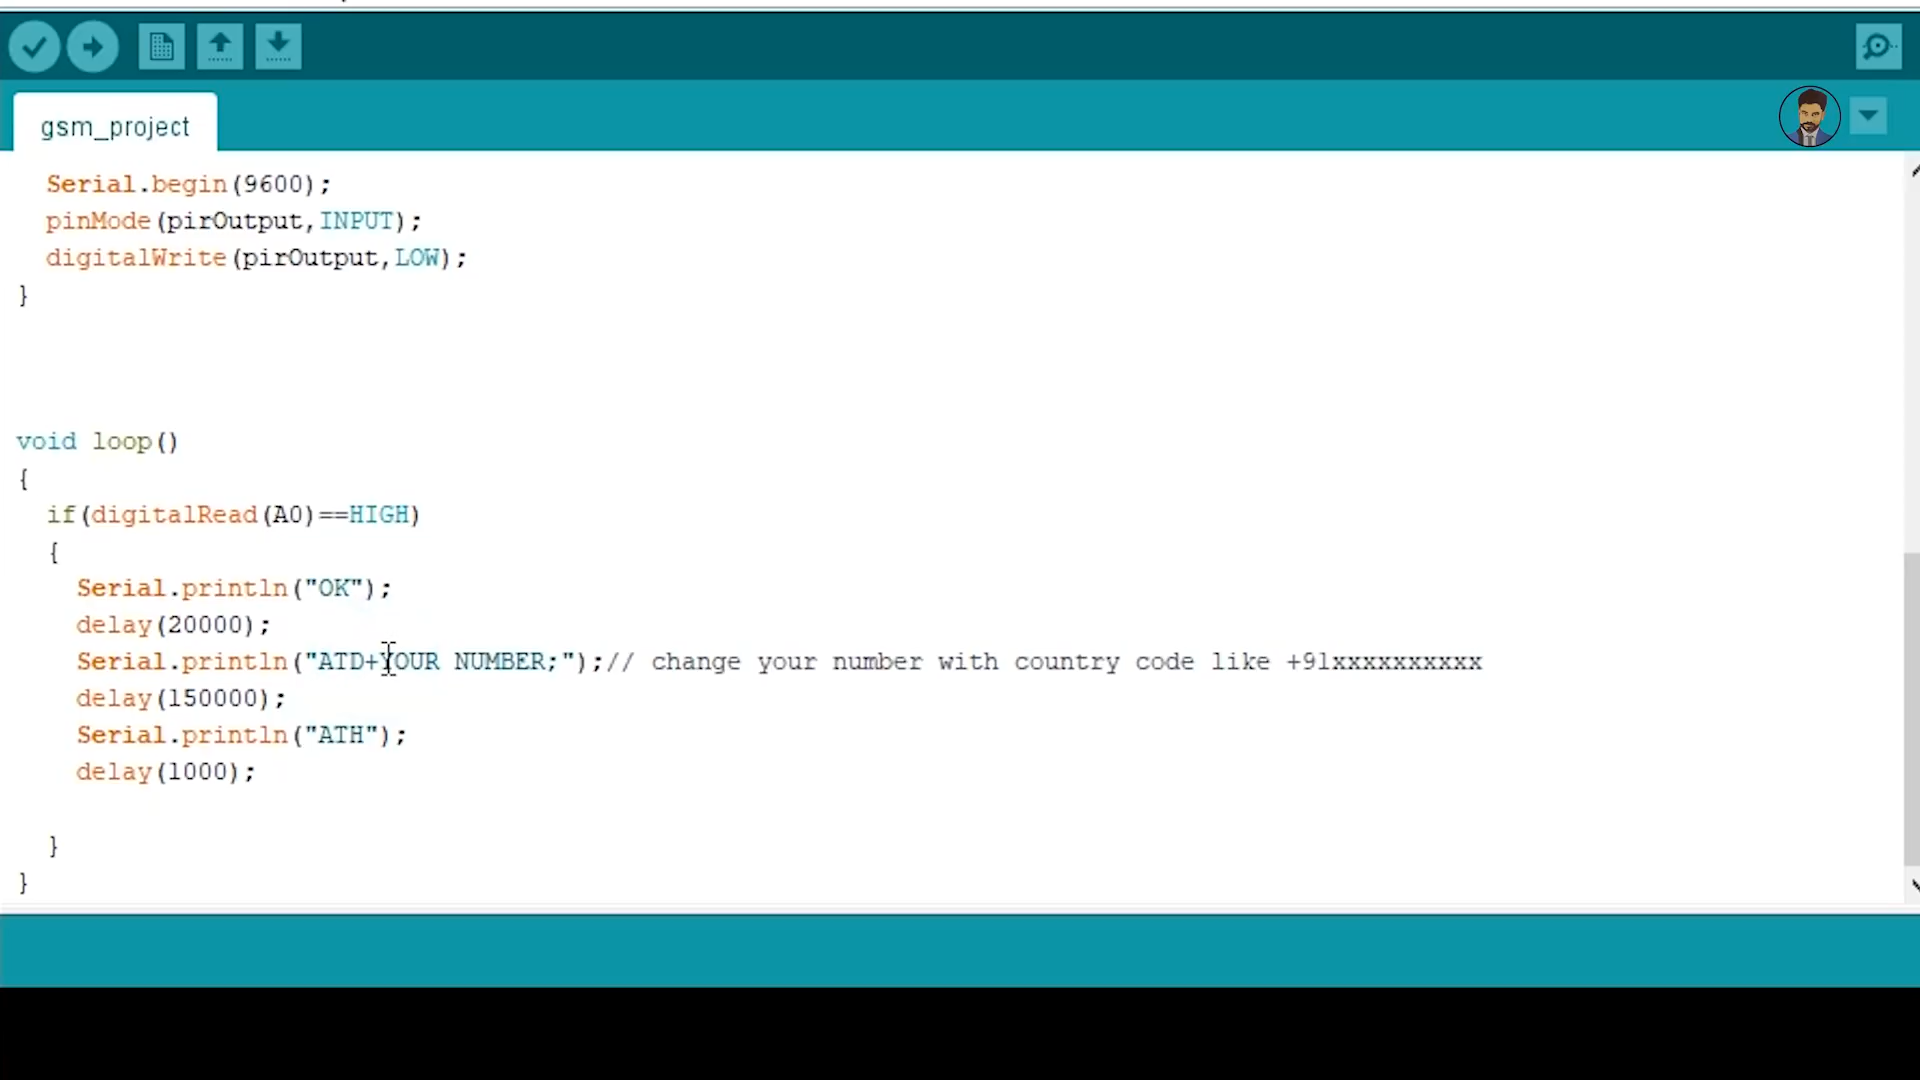 gsm_project
Serial.begin(9600);
pinMode(pirOutput,INPUT);
digitalWrite(pirOutput,LOW);
}
void loop()
{
if(digitalRead(A0)==HIGH)
{
Serial.println("OK");
delay(20000);
Serial.println("ATD+YOUR NUMBER;");// change your number with country code like +91xxxxxxxxxx
delay(150000);
Serial.println("ATH");
delay(1000);
}
}